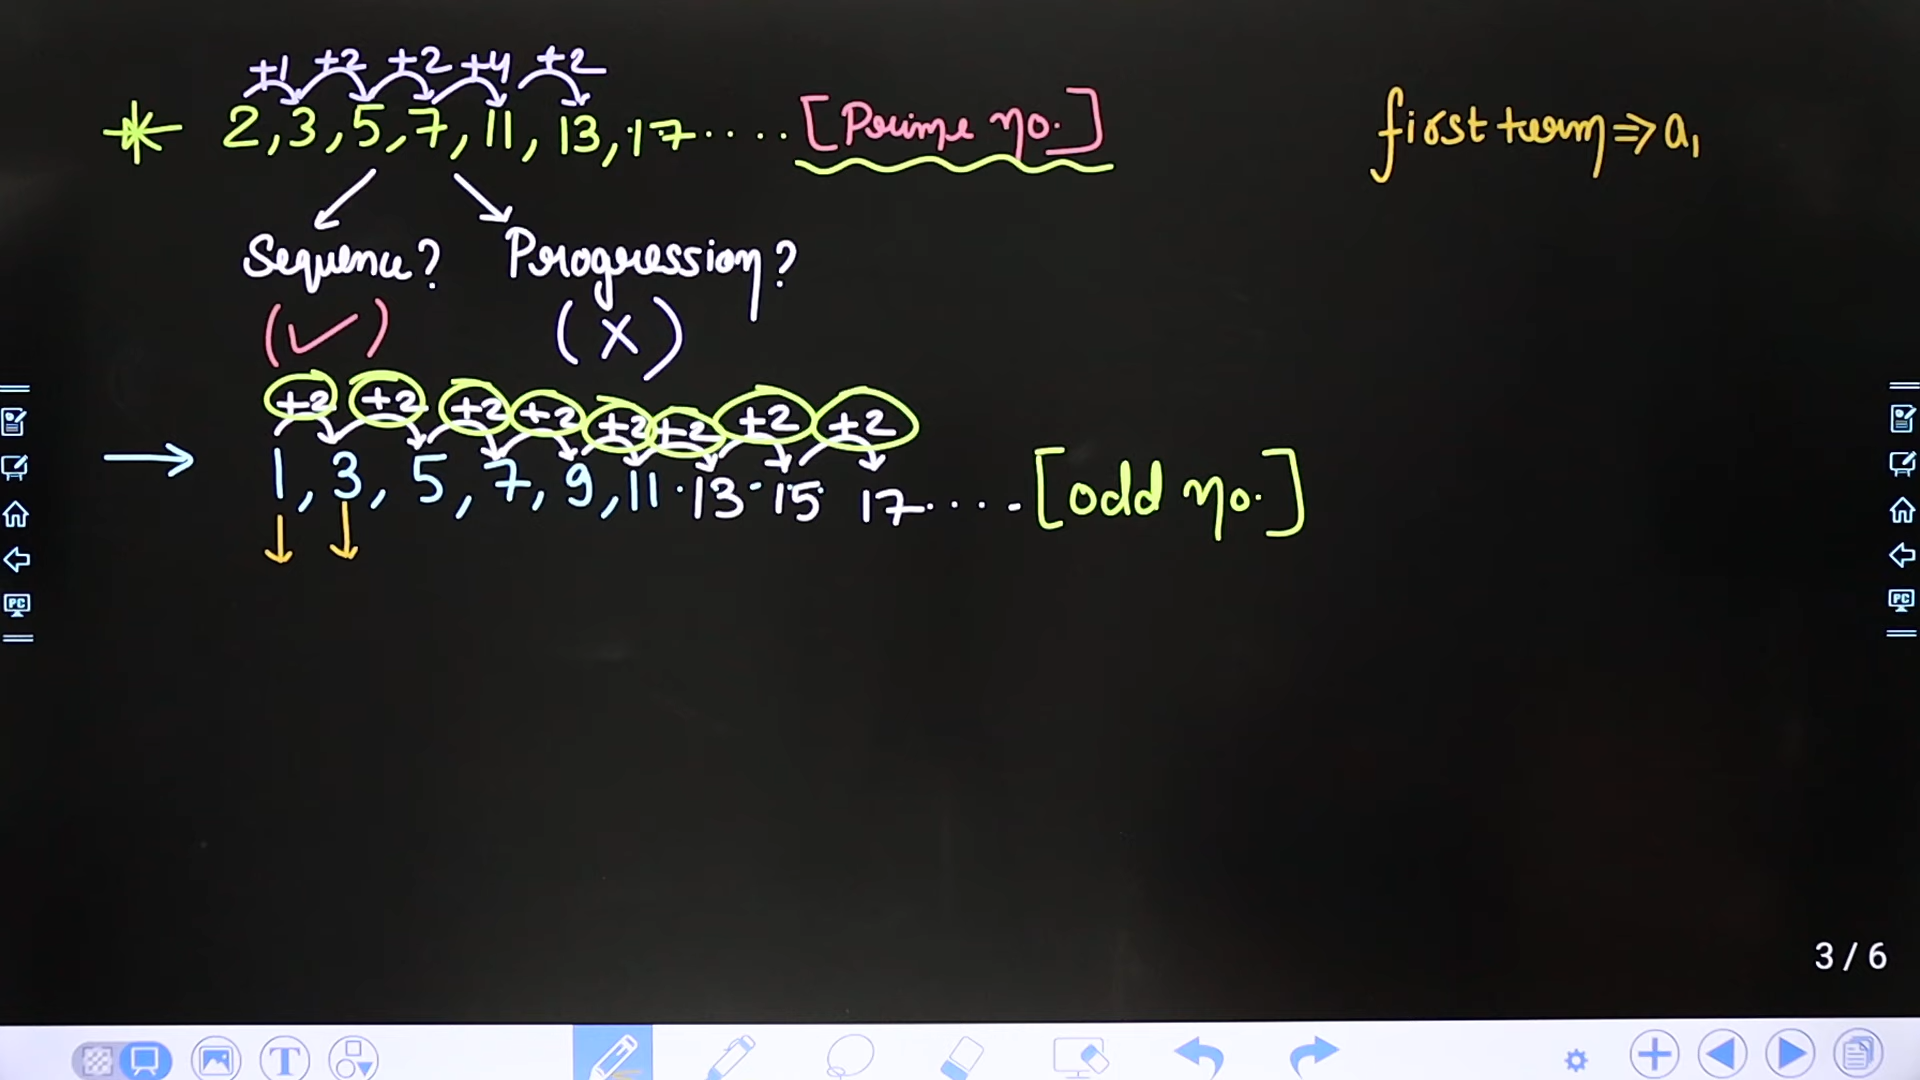 +1 +2 +2 +4 +2
2, 3, 5, 7, 11, 13, 17..... [Prime no.]
first term ⇒ a₁
Sequence? Progression?
(✓) (X)
+2 +2 +2 +2 +2 +2 +2 +2
1, 3, 5, 7, 9, 11 · 13 · 15 · 17..... [odd no.]
PC
PC
3 / 6
T